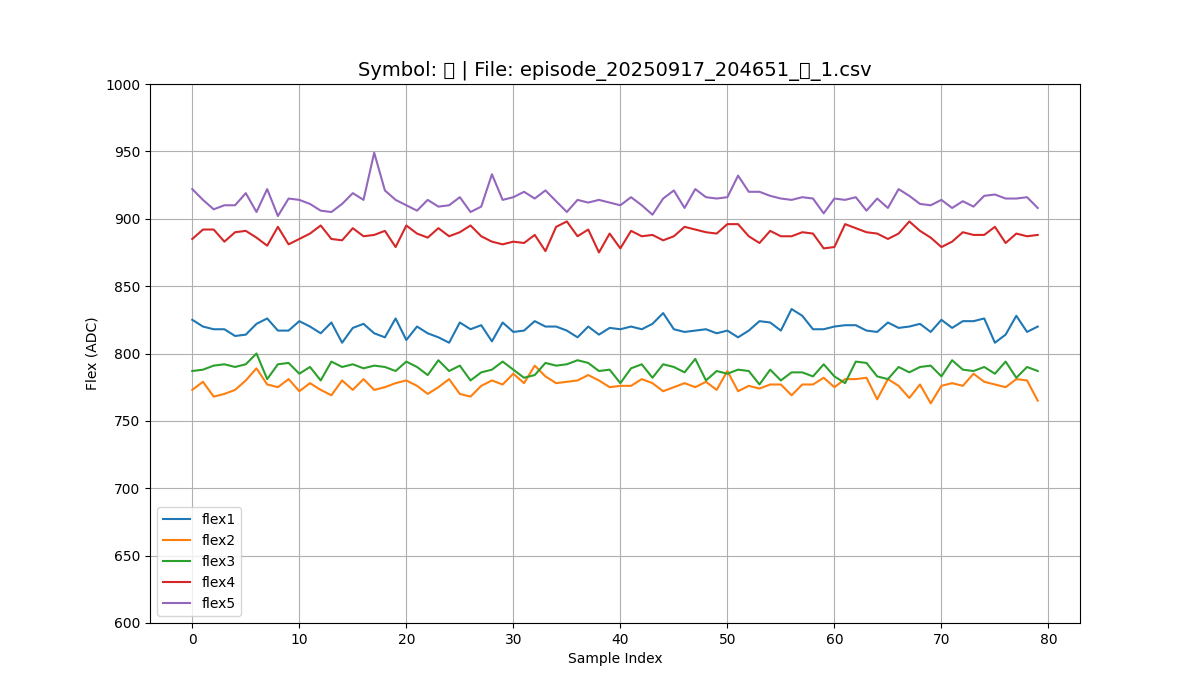 Symbol: | File: episode_20250917_204651_ _1.csv
1000
950
900
850
800
750
700
650
600
Flex (ADC)
flex1
flex2
flex3
flex4
flex5
0 10 20 30 40 50 60 70 80
Sample Index